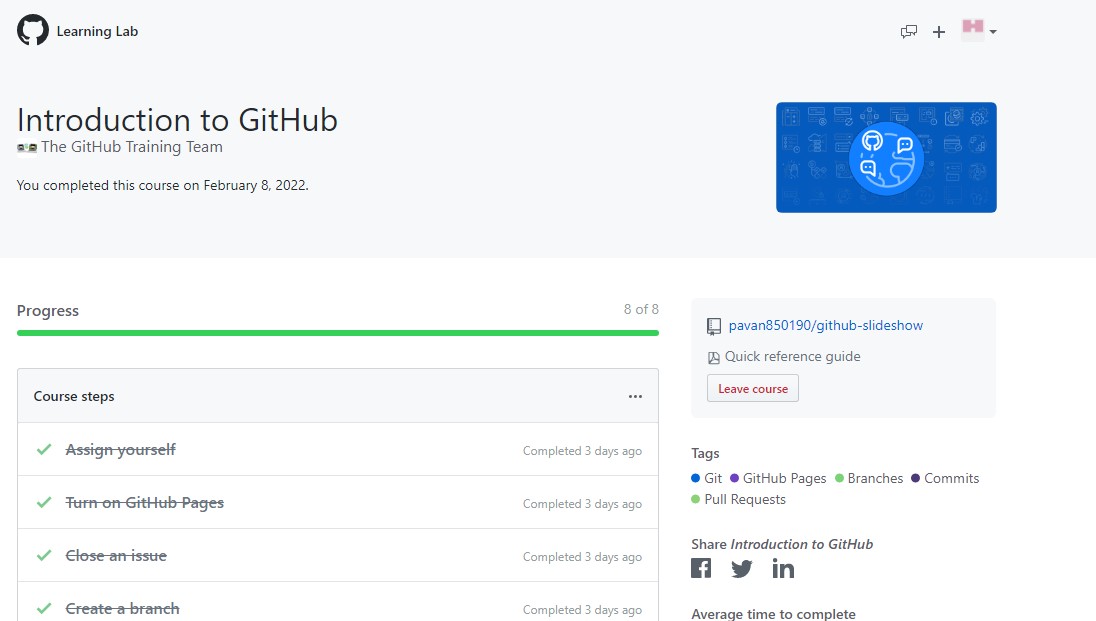 Learning Lab
Introduction to GitHub
The GitHub Training Team
You completed this course on February 8, 2022.
Progress
8 of 8
Course steps
Assign yourself
Completed 3 days ago
Turn on GitHub Pages
Completed 3 days ago
Close an issue
Completed 3 days ago
Create a branch
Completed 3 days ago
pavan850190/github-slideshow
Quick reference guide
Leave course
Tags
Git GitHub Pages Branches Commits
Pull Requests
Share Introduction to GitHub
Average time to complete